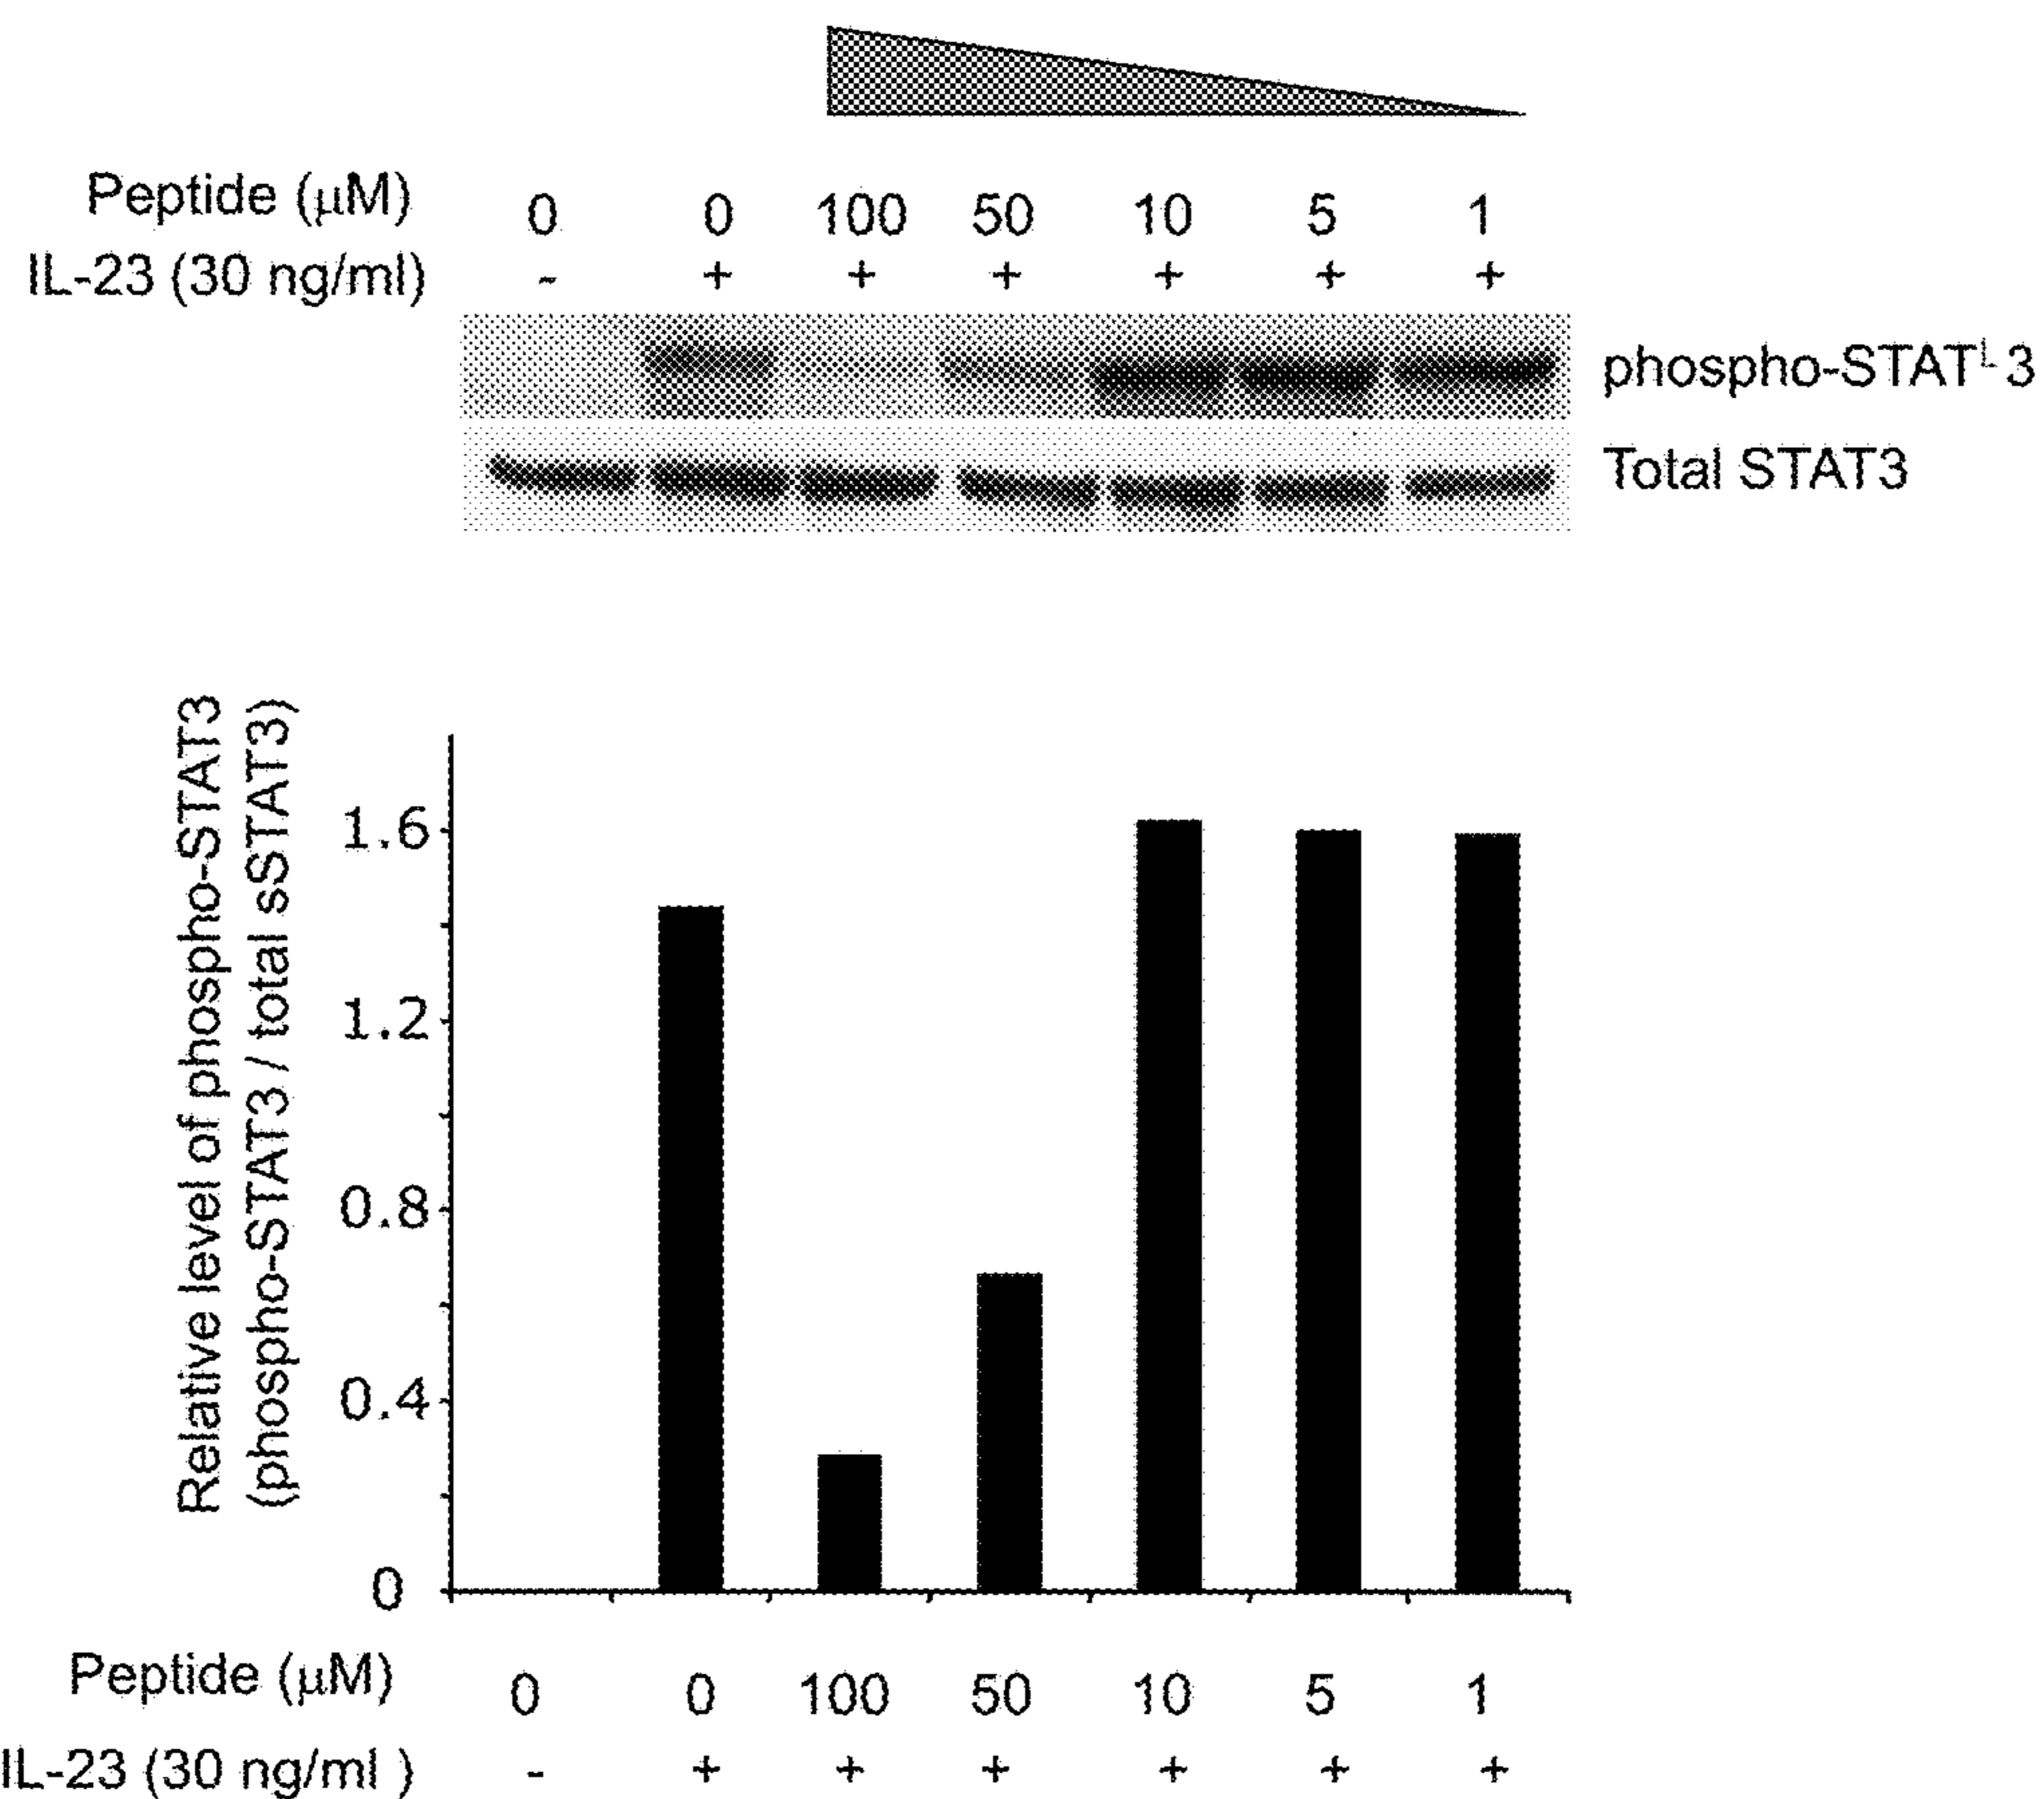 Peptide (μM) 0 0 100 50 10 5 1
IL-23 (30 ng/ml) - + + + + + +
phospho-STAT└ 3
Total STAT3
Relative level of phospho-STAT3
(phospho-STAT3 / total sSTAT3)
1.6
1.2
0.8
0.4
0
Peptide (μM) 0 0 100 50 10 5 1
IL-23 (30 ng/ml ) - + + + + + +